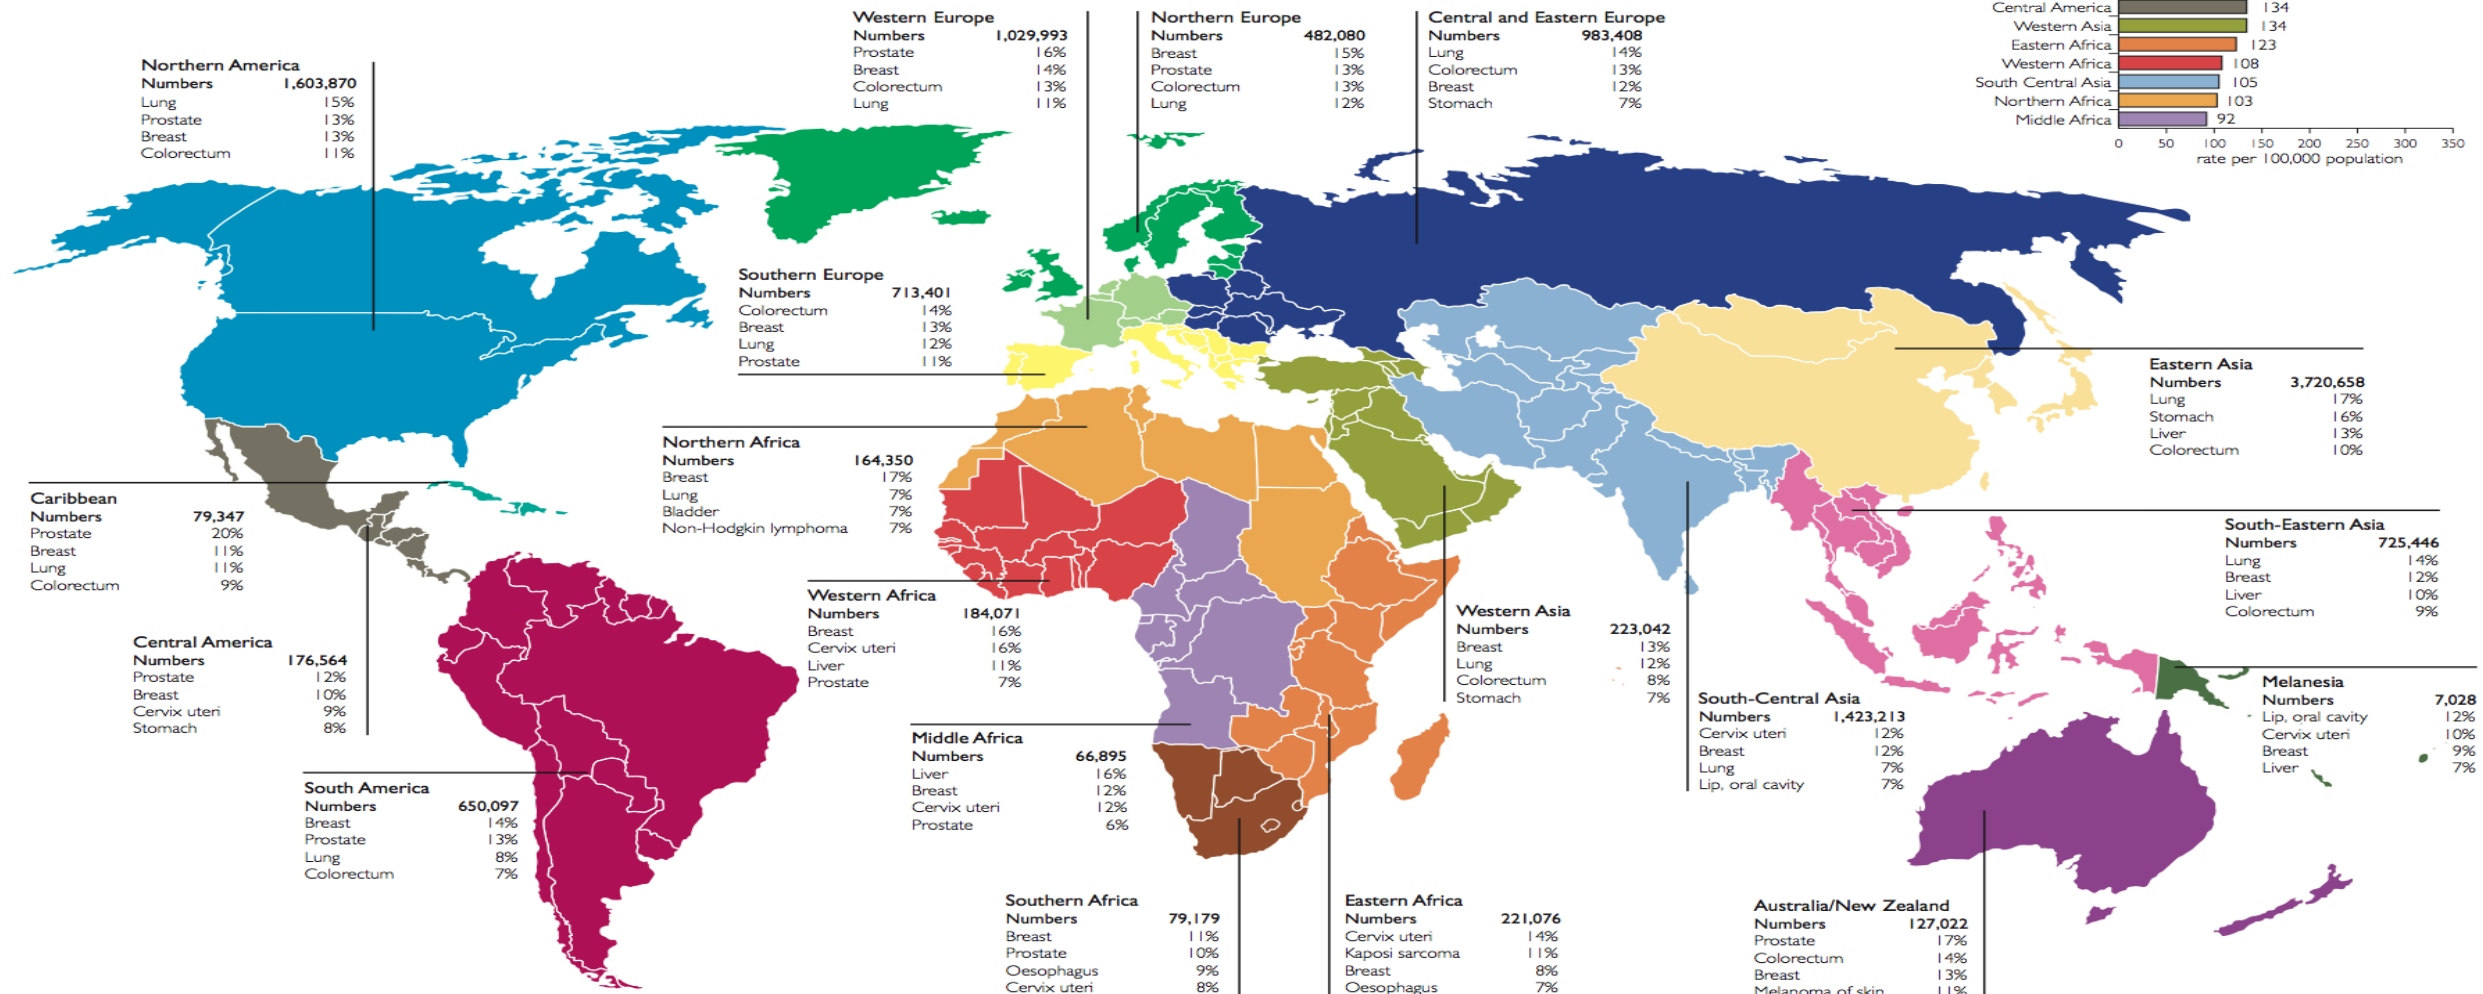 Western Europe
Numbers 1,029,993
Prostate 16%
Breast 14%
Colorectum 13%
Lung 11%
Northern Europe
Numbers 482,080
Breast 15%
Prostate 13%
Colorectum 13%
Lung 12%
Central and Eastern Europe
Numbers 983,408
Lung 14%
Colorectum 13%
Breast 12%
Stomach 7%
Central America 134
Western Asia 134
Eastern Africa 123
Western Africa 108
South Central Asia 105
Northern Africa 103
Middle Africa 92
0 50 100 150 200 250 300 350
rate per 100,000 population
Northern America
Numbers 1,603,870
Lung 15%
Prostate 13%
Breast 13%
Colorectum 11%
Southern Europe
Numbers 713,401
Colorectum 14%
Breast 13%
Lung 12%
Prostate 11%
Eastern Asia
Numbers 3,720,658
Lung 17%
Stomach 16%
Liver 13%
Colorectum 10%
Northern Africa
Numbers 164,350
Breast 17%
Lung 7%
Bladder 7%
Non-Hodgkin lymphoma 7%
Caribbean
Numbers 79,347
Prostate 20%
Breast 11%
Lung 11%
Colorectum 9%
South-Eastern Asia
Numbers 725,446
Lung 14%
Breast 12%
Liver 10%
Colorectum 9%
Western Africa
Numbers 184,071
Breast 16%
Cervix uteri 16%
Liver 11%
Prostate 7%
Western Asia
Numbers 223,042
Breast 13%
Lung 12%
Colorectum 8%
Stomach 7%
Central America
Numbers 176,564
Prostate 12%
Breast 10%
Cervix uteri 9%
Stomach 8%
South-Central Asia
Numbers 1,423,213
Cervix uteri 12%
Breast 12%
Lung 7%
Lip, oral cavity 7%
Melanesia
Numbers 7,028
Lip, oral cavity 12%
Cervix uteri 10%
Breast 9%
Liver 7%
Middle Africa
Numbers 66,895
Liver 16%
Breast 12%
Cervix uteri 12%
Prostate 6%
South America
Numbers 650,097
Breast 14%
Prostate 13%
Lung 8%
Colorectum 7%
Southern Africa
Numbers 79,179
Breast 11%
Prostate 10%
Oesophagus 9%
Cervix uteri 8%
Eastern Africa
Numbers 221,076
Cervix uteri 14%
Kaposi sarcoma 11%
Breast 8%
Oesophagus 7%
Australia/New Zealand
Numbers 127,022
Prostate 17%
Colorectum 14%
Breast 13%
Melanoma of skin 11%